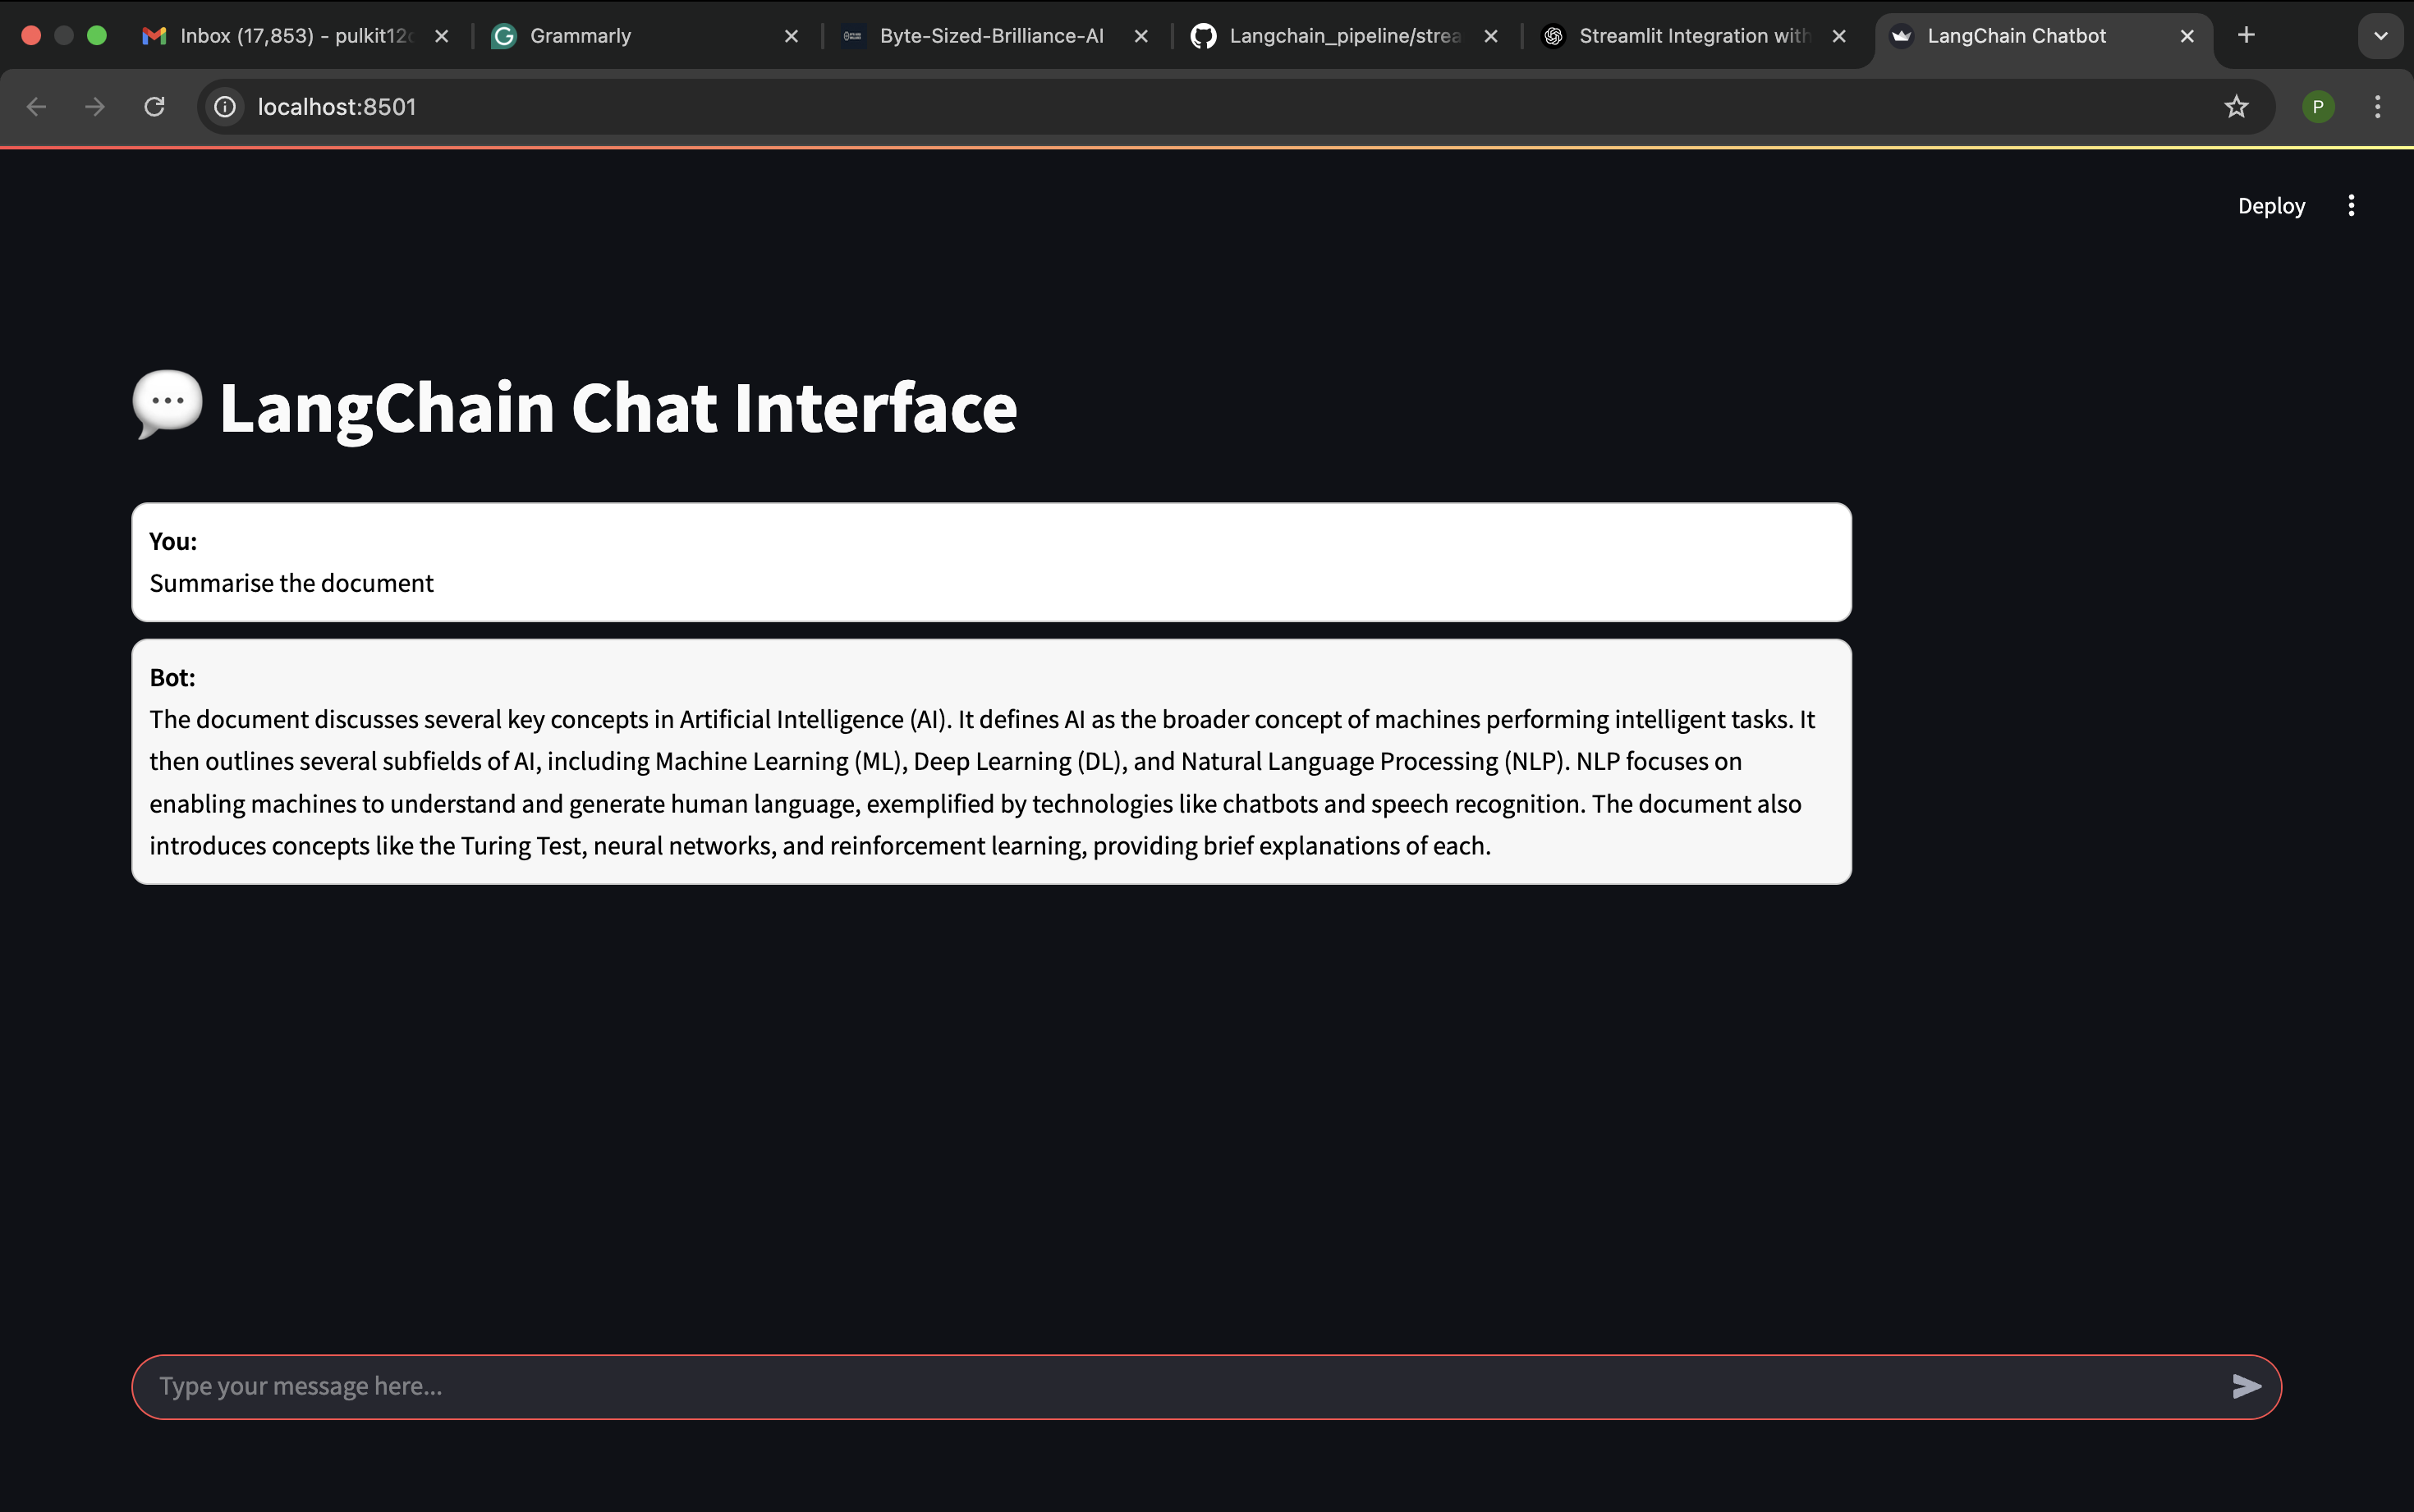 Inbox (17,853) - pulkit12
Grammarly
Byte-Sized-Brilliance-AI
Langchain_pipeline/strea
Streamlit Integration with
LangChain Chatbot
localhost:8501
P
Deploy
LangChain Chat Interface
You:
Summarise the document
Bot:
The document discusses several key concepts in Artificial Intelligence (AI). It defines AI as the broader concept of machines performing intelligent tasks. It
then outlines several subfields of AI, including Machine Learning (ML), Deep Learning (DL), and Natural Language Processing (NLP). NLP focuses on
enabling machines to understand and generate human language, exemplified by technologies like chatbots and speech recognition. The document also
introduces concepts like the Turing Test, neural networks, and reinforcement learning, providing brief explanations of each.
Type your message here...